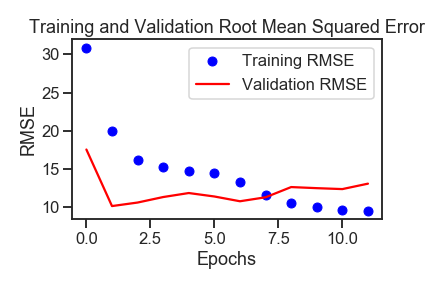 Training and Validation Root Mean Squared Error
30
25
20
15
10
RMSE
Training RMSE
Validation RMSE
0.0 2.5 5.0 7.5 10.0
Epochs